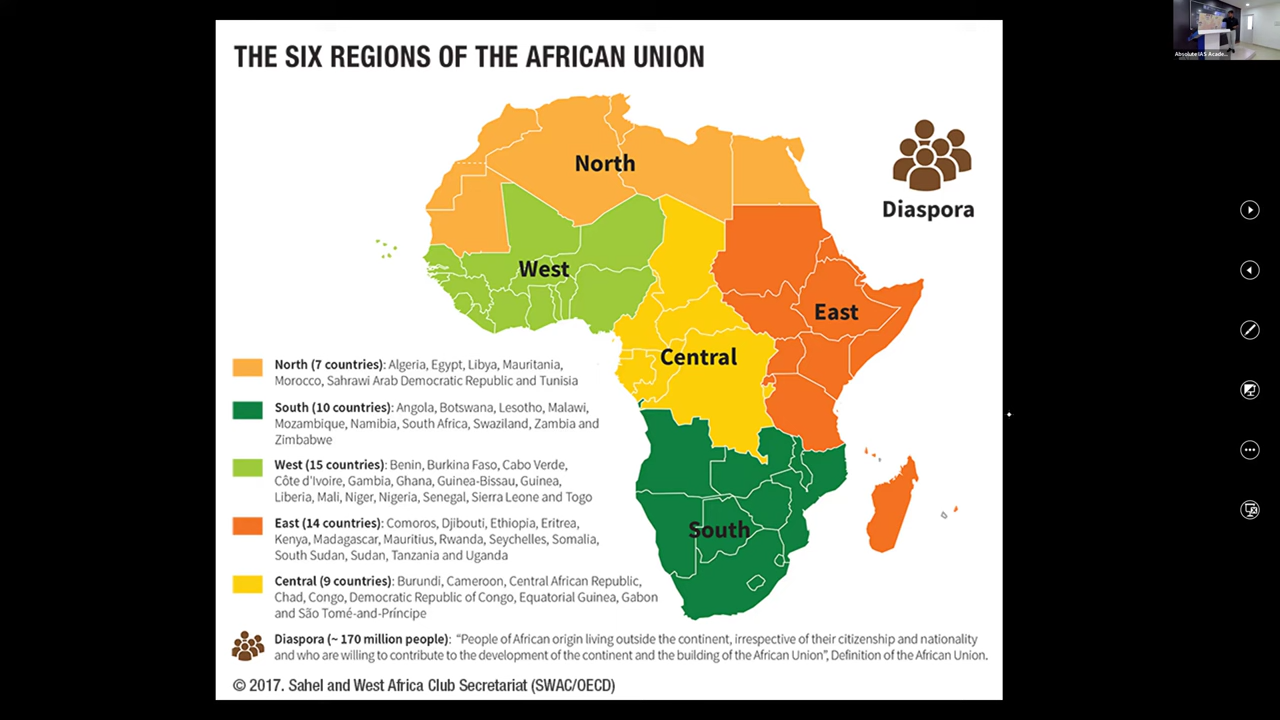 THE SIX REGIONS OF THE AFRICAN UNION
North
Diaspora
West
East
Central
South
North (7 countries): Algeria, Egypt, Libya, Mauritania,
Morocco, Sahrawi Arab Democratic Republic and Tunisia
South (10 countries): Angola, Botswana, Lesotho, Malawi,
Mozambique, Namibia, South Africa, Swaziland, Zambia and
Zimbabwe
West (15 countries): Benin, Burkina Faso, Cabo Verde,
Côte d'Ivoire, Gambia, Ghana, Guinea-Bissau, Guinea,
Liberia, Mali, Niger, Nigeria, Senegal, Sierra Leone and Togo
East (14 countries): Comoros, Djibouti, Ethiopia, Eritrea,
Kenya, Madagascar, Mauritius, Rwanda, Seychelles, Somalia,
South Sudan, Sudan, Tanzania and Uganda
Central (9 countries): Burundi, Cameroon, Central African Republic,
Chad, Congo, Democratic Republic of Congo, Equatorial Guinea, Gabon
and São Tomé-and-Príncipe
Diaspora (~ 170 million people): "People of African origin living outside the continent, irrespective of their citizenship and nationality
and who are willing to contribute to the development of the continent and the building of the African Union", Definition of the African Union.
© 2017. Sahel and West Africa Club Secretariat (SWAC/OECD)
Absolute IAS Acade...